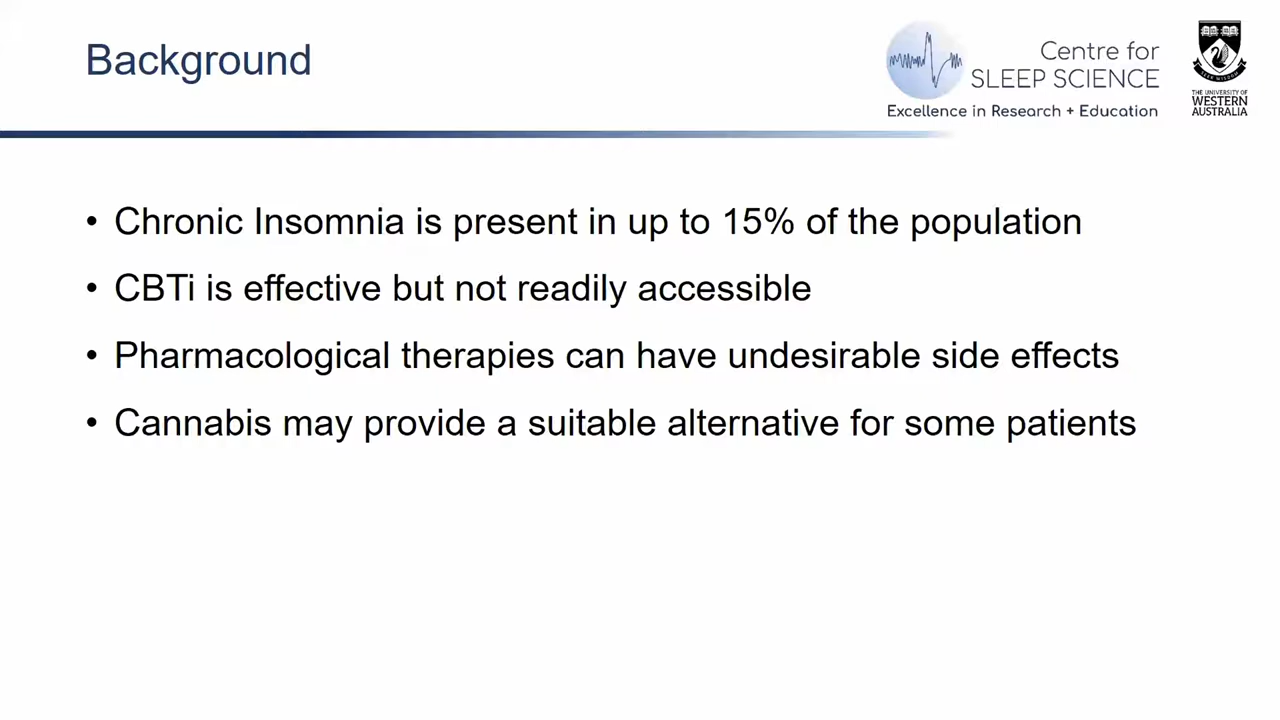 Background
Centre for
SLEEP SCIENCE
Excellence in Research + Education
THE UNIVERSITY OF
WESTERN
AUSTRALIA
• Chronic Insomnia is present in up to 15% of the population
• CBTi is effective but not readily accessible
• Pharmacological therapies can have undesirable side effects
• Cannabis may provide a suitable alternative for some patients